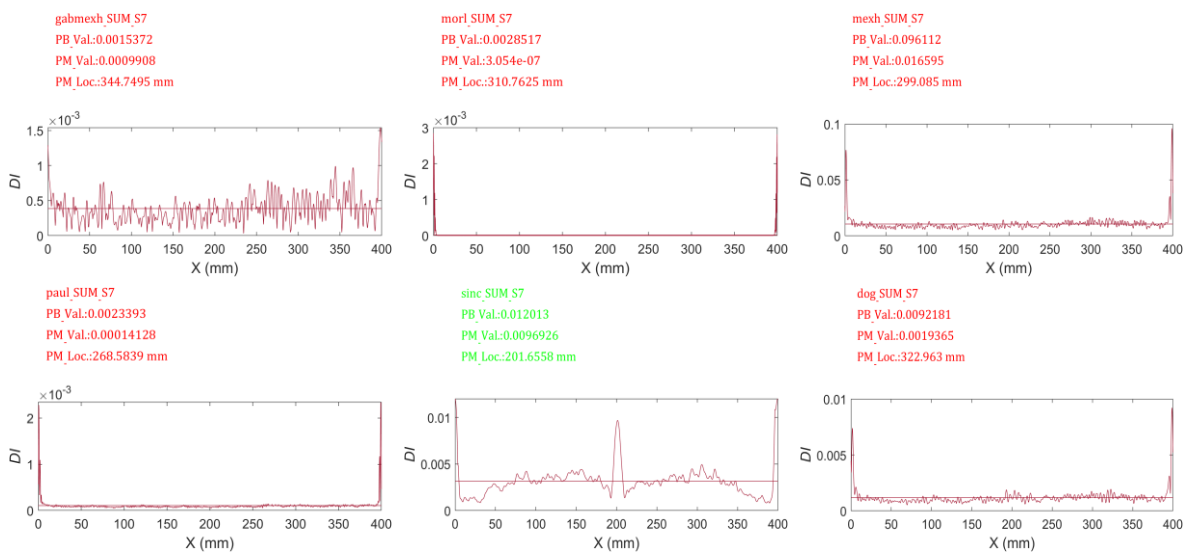 gabmexh_SUM_S7
PB_Val.:0.0015372
PM_Val.:0.0009908
PM_Loc.:344.7495 mm
×10-3
1.5
1
0.5
0
DI
0 50 100 150 200 250 300 350 400
X (mm)
morl_SUM_S7
PB_Val.:0.0028517
PM_Val.:3.054e-07
PM_Loc.:310.7625 mm
×10-3
3
2
1
0
DI
0 50 100 150 200 250 300 350 400
X (mm)
mexh_SUM_S7
PB_Val.:0.096112
PM_Val.:0.016595
PM_Loc.:299.085 mm
0.1
0.05
0
DI
0 50 100 150 200 250 300 350 400
X (mm)
paul_SUM_S7
PB_Val.:0.0023393
PM_Val.:0.00014128
PM_Loc.:268.5839 mm
×10-3
2
1
0
DI
0 50 100 150 200 250 300 350 400
X (mm)
sinc_SUM_S7
PB_Val.:0.012013
PM_Val.:0.0096926
PM_Loc.:201.6558 mm
0.01
0.005
0
DI
0 50 100 150 200 250 300 350 400
X (mm)
dog_SUM_S7
PB_Val.:0.0092181
PM_Val.:0.0019365
PM_Loc.:322.963 mm
0.01
0.005
0
DI
0 50 100 150 200 250 300 350 400
X (mm)